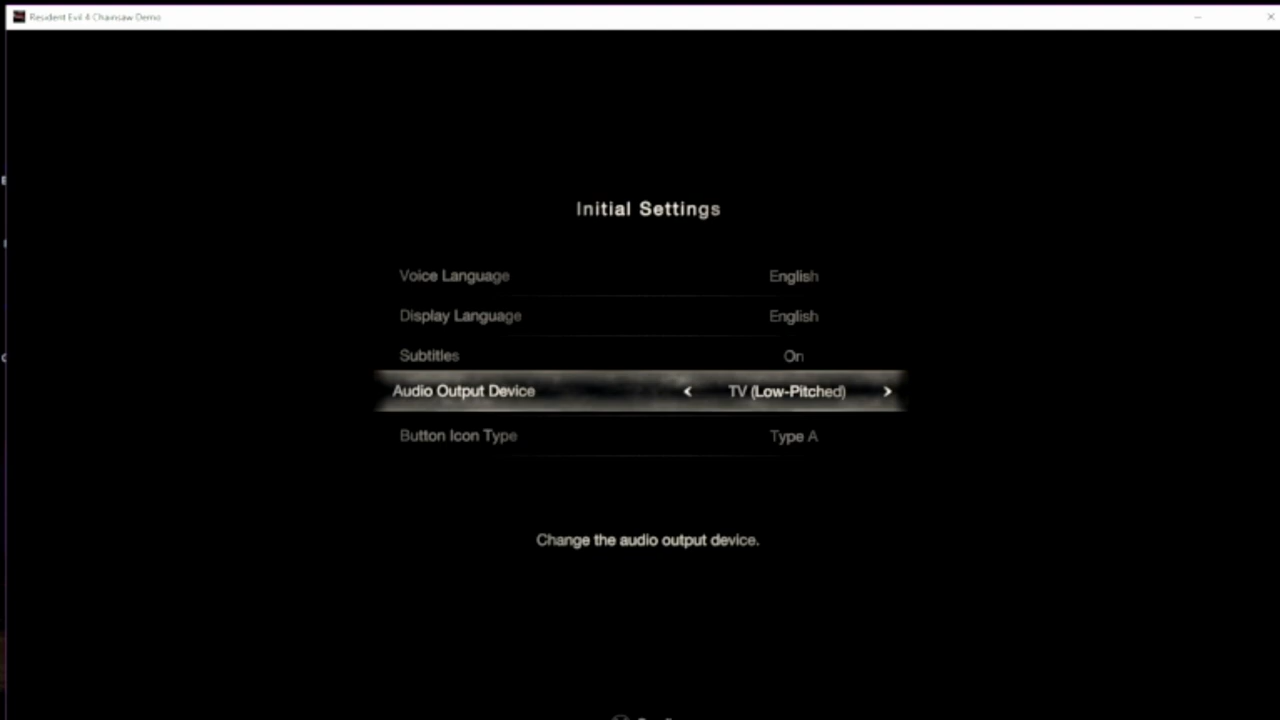 Resident Evil 4 Chainsaw Demo
Initial Settings
Voice Language English
Display Language English
Subtitles On
Audio Output Device TV (Low-Pitched)
Button Icon Type Type A
Change the audio output device.